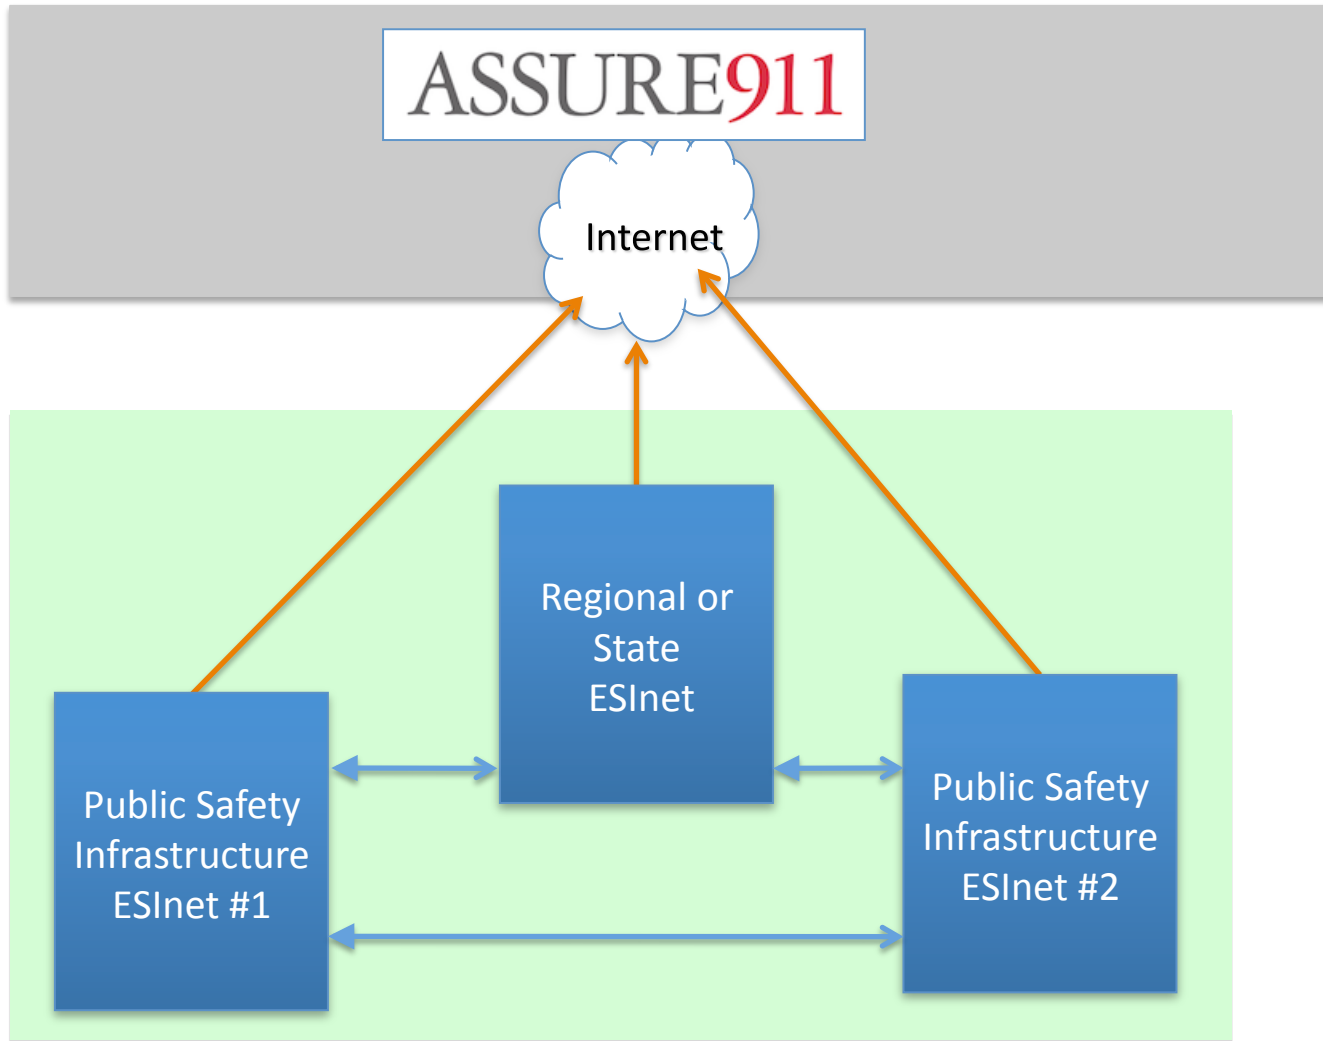 ASSURE911
Internet
Regional or
State
ESInet
Public Safety
Infrastructure
ESInet #1
Public Safety
Infrastructure
ESInet #2